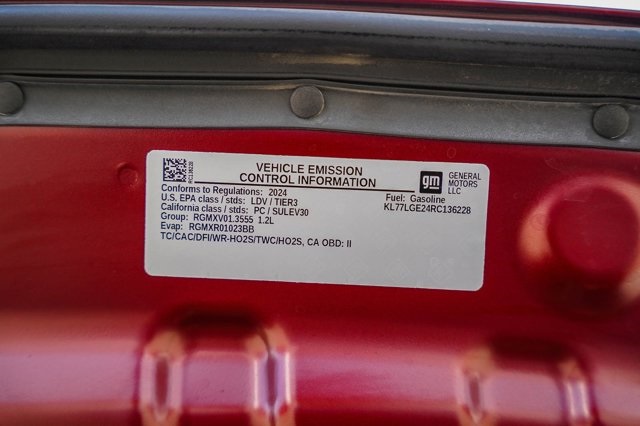 VEHICLE EMISSION
CONTROL INFORMATION
gm
GENERAL
MOTORS
LLC
RC136228
Conforms to Regulations: 2024
U.S. EPA class / stds: LDV / TIER3
California class / stds: PC / SULEV30
Group: RGMXV01.3555 1.2L
Evap: RGMXR01023BB
TC/CAC/DFI/WR-HO2S/TWC/HO2S, CA OBD: II
Fuel: Gasoline
KL77LGE24RC136228